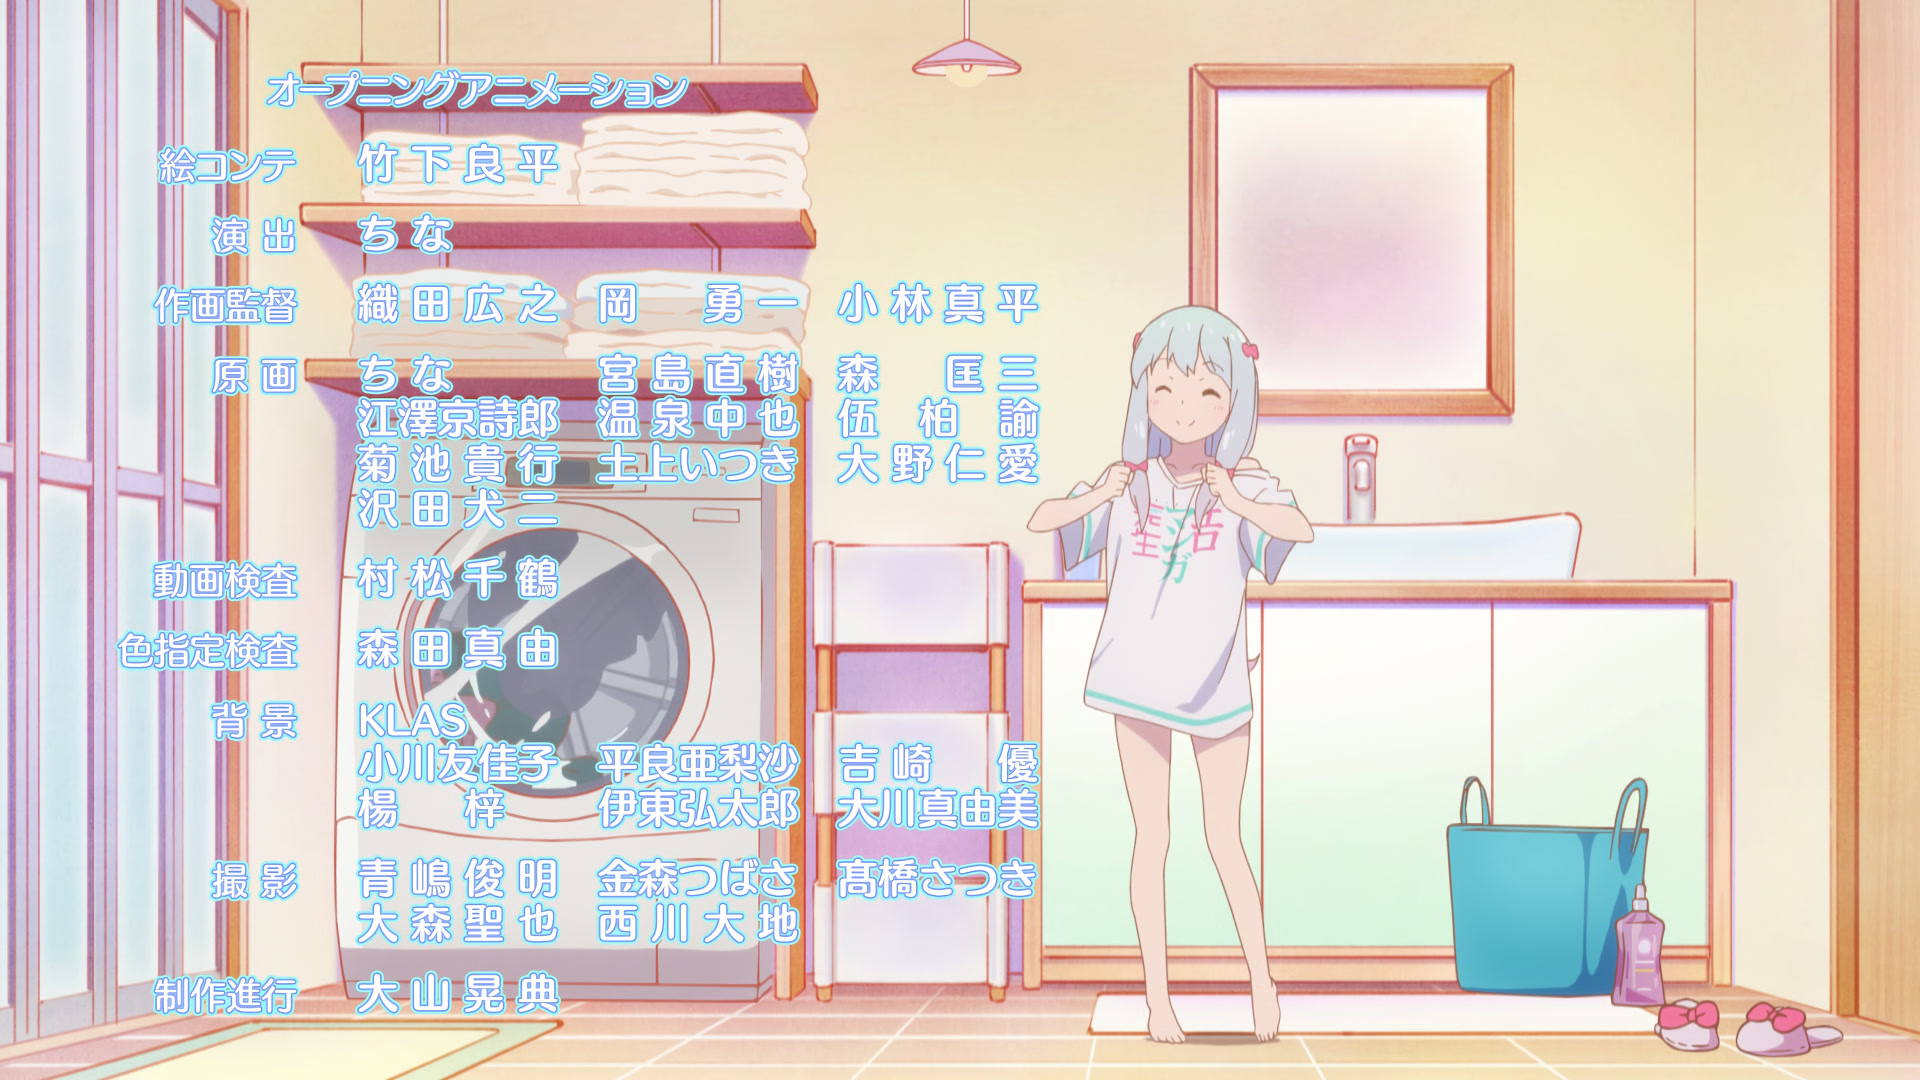 オープニングアニメーション
絵コンテ 竹下良平
演出 ちな
作画監督 織田広之 岡勇一 小林真平
原画 ちな 宮島直樹 森匡三
江澤京詩郎 温泉中也 伍柏諭
菊池貴行 土上いつき 大野仁愛
沢田犬二
動画検査 村松千鶴
色指定検査 森田真由
背景 KLAS
小川友佳子 平良亜梨沙 吉崎優
楊梓 伊東弘太郎 大川真由美
撮影 青嶋俊明 金森つばさ 髙橋さつき
大森聖也 西川大地
制作進行 大山晃典